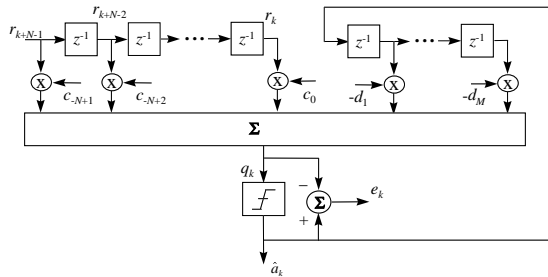 r_{k+N-1} r_{k+N-2} r_k
z^{-1} z^{-1} ••• z^{-1} z^{-1} z^{-1} ••• z^{-1}
X X X X X
c_{-N+1} c_{-N+2} c_0 -d_1 -d_M
Σ
q_k − Σ e_k
+
â_k